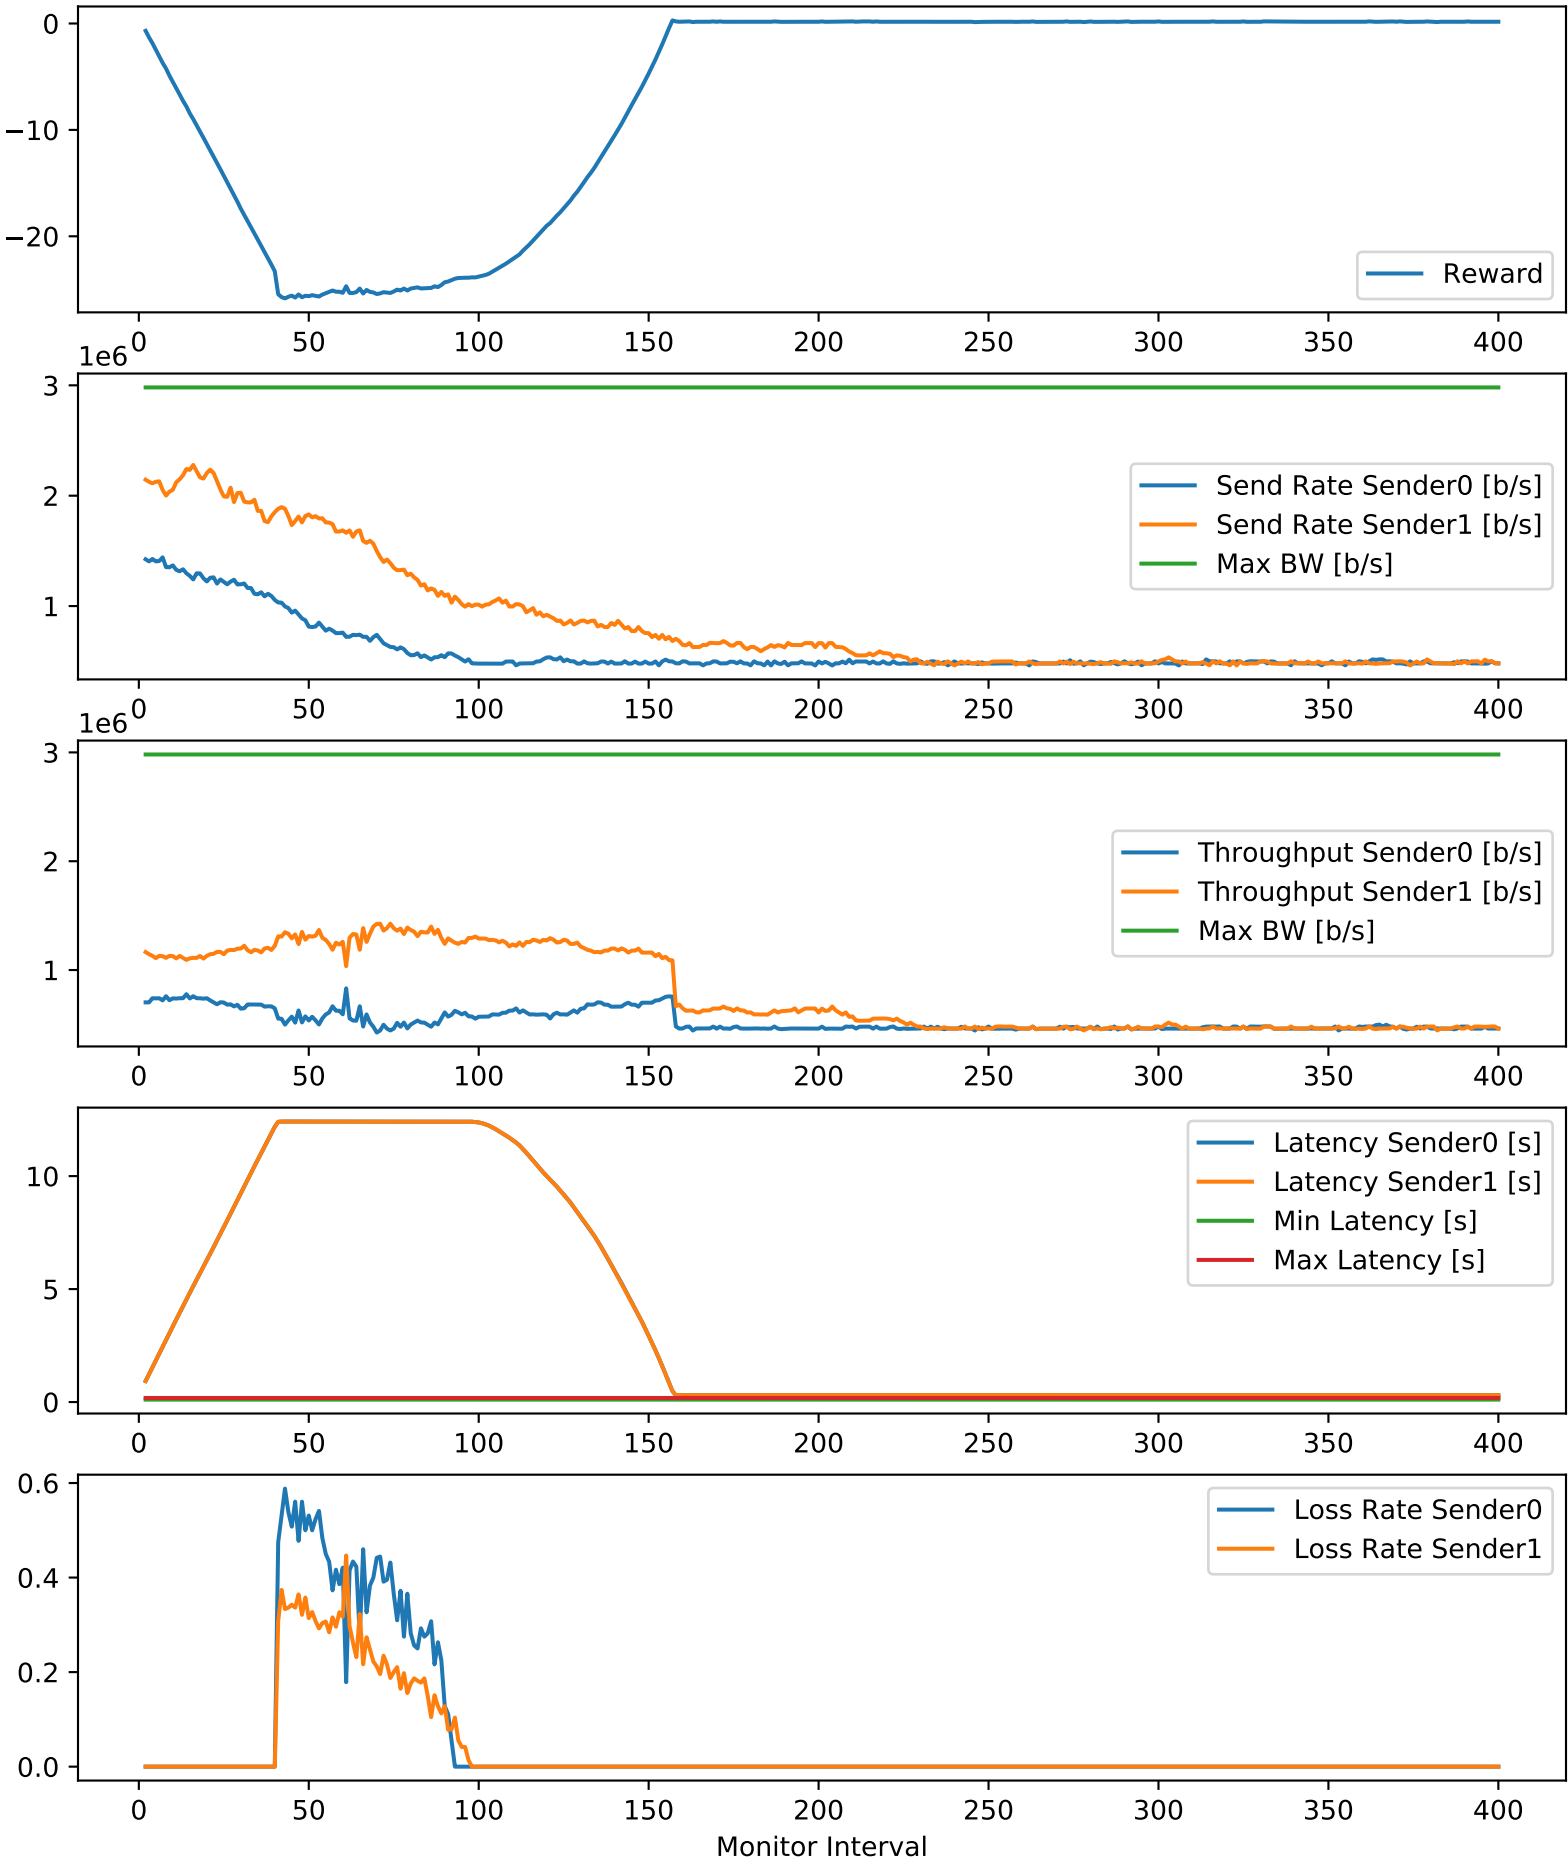 0
−10
−20
Reward
0 50 100 150 200 250 300 350 400
1e6
3
2
1
Send Rate Sender0 [b/s]
Send Rate Sender1 [b/s]
Max BW [b/s]
0 50 100 150 200 250 300 350 400
1e6
3
2
1
Throughput Sender0 [b/s]
Throughput Sender1 [b/s]
Max BW [b/s]
0 50 100 150 200 250 300 350 400
10
5
0
Latency Sender0 [s]
Latency Sender1 [s]
Min Latency [s]
Max Latency [s]
0 50 100 150 200 250 300 350 400
0.6
0.4
0.2
0.0
Loss Rate Sender0
Loss Rate Sender1
0 50 100 150 200 250 300 350 400
Monitor Interval